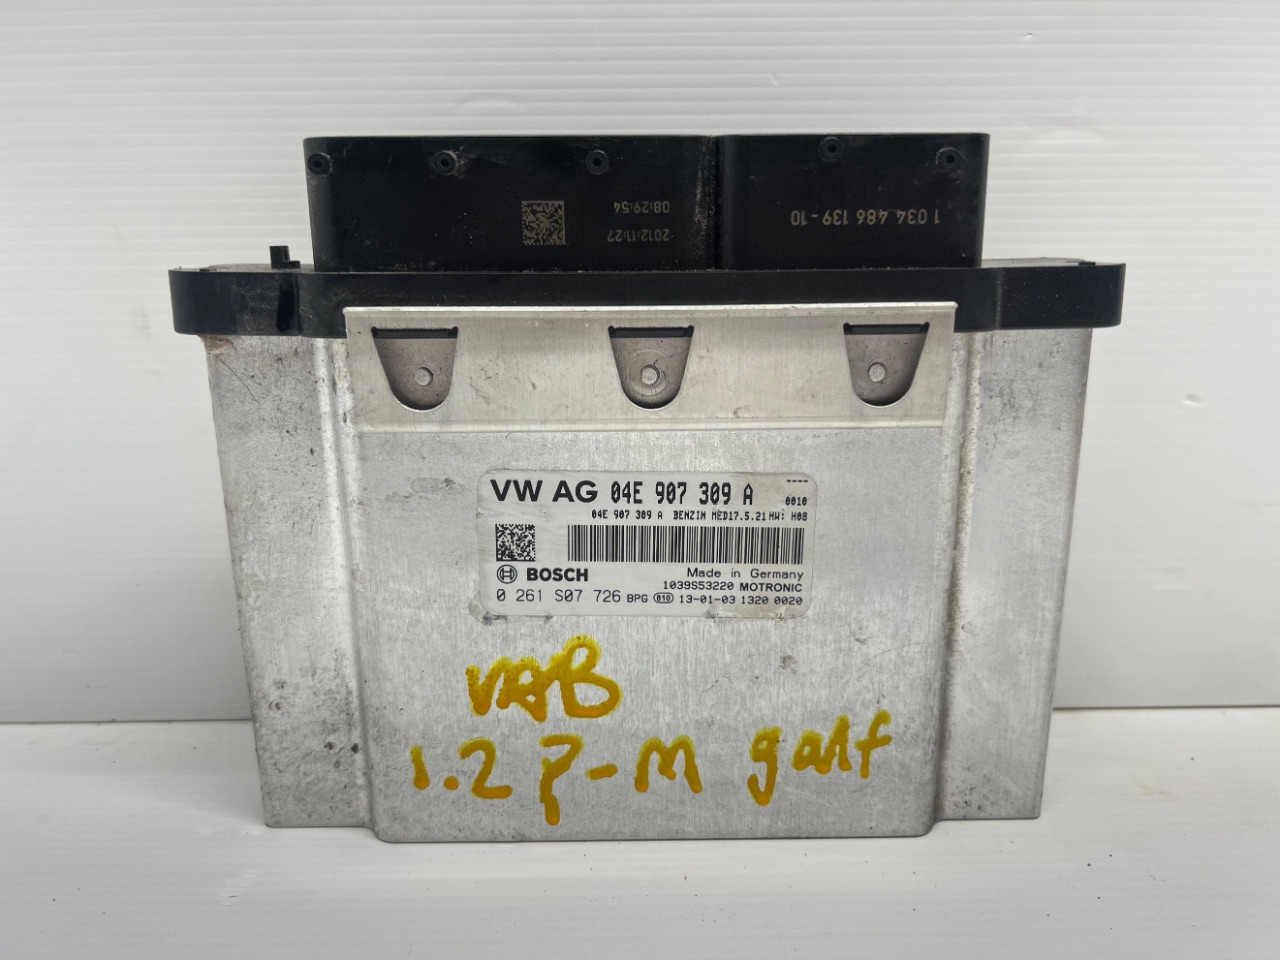 1 034 486 139-10
2012:11:27
08:29:54
VW AG 04E 907 309 A
----
0010
04E 907 309 A BENZIN MED17.5.21 HW: H08
BOSCH
Made in Germany
1039S53220 MOTRONIC
0 261 S07 726 BPG 810 13-01-03 1320 0020
1.2 P-M golf